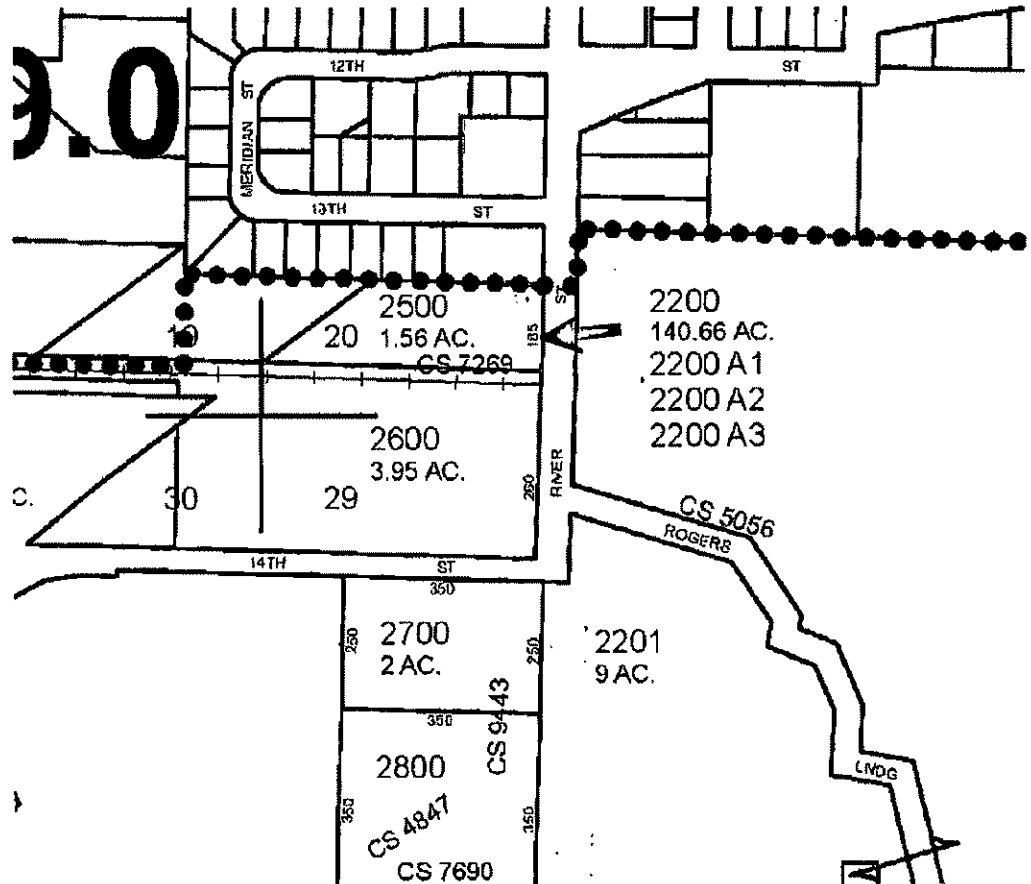 12TH
ST
9.0
MERIDIAN ST
13TH
ST
ST
2500
1.56 AC.
185
2200
140.66 AC.
2200 A1
2200 A2
2200 A3
19
20
CS 7269
2600
3.95 AC.
C.
30
29
260
RIVER
CS 5056
ROGERS
14TH
ST
350
2700
2 AC.
250
250
2201
9 AC.
350
CS 9443
2800
LNDG
350
CS 4847
350
CS 7690